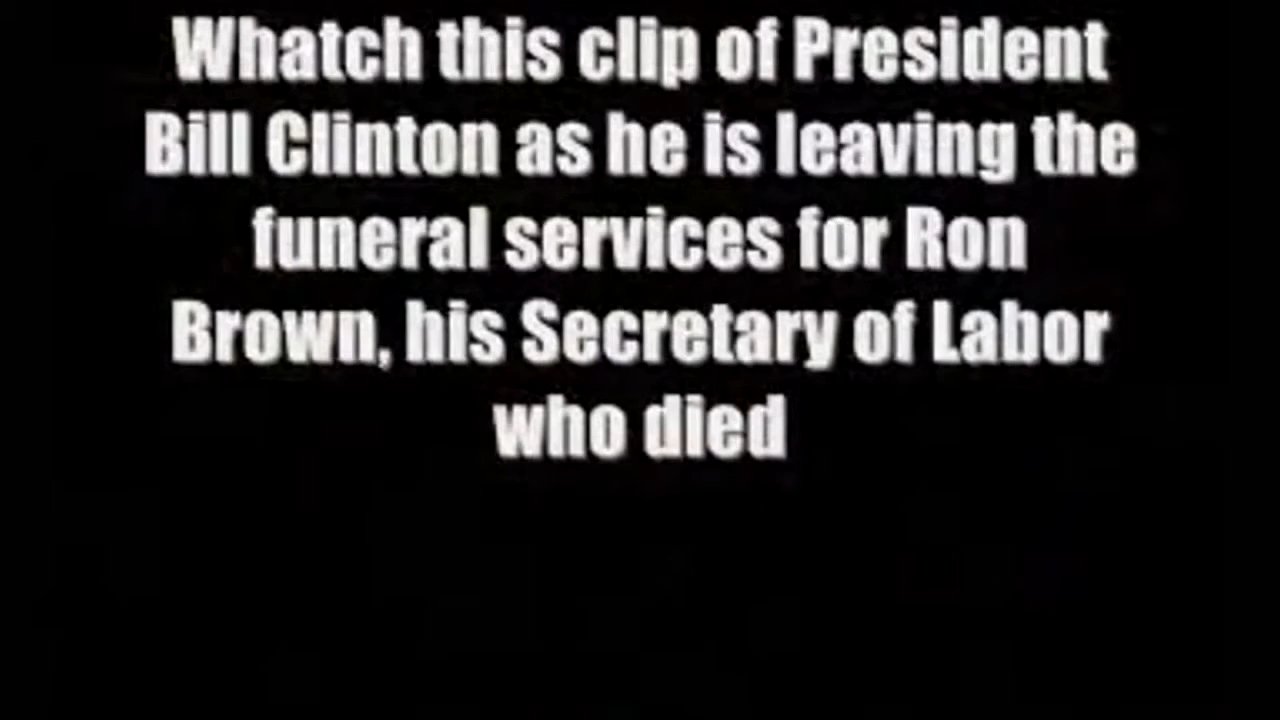 Whatch this clip of President
Bill Clinton as he is leaving the
funeral services for Ron
Brown, his Secretary of Labor
who died